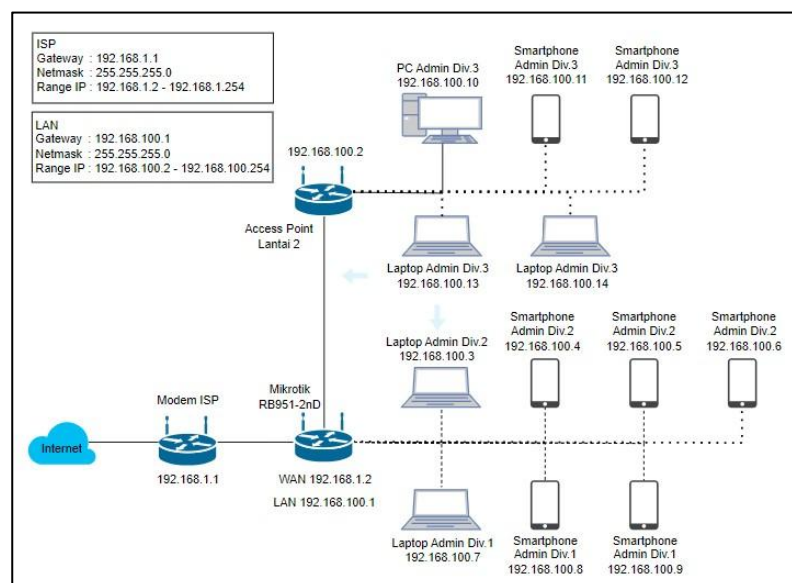 ISP
Gateway : 192.168.1.1
Netmask : 255.255.255.0
Range IP : 192.168.1.2 - 192.168.1.254
LAN
Gateway : 192.168.100.1
Netmask : 255.255.255.0
Range IP : 192.168.100.2 - 192.168.100.254
PC Admin Div.3
192.168.100.10
Smartphone
Admin Div.3
192.168.100.11
Smartphone
Admin Div.3
192.168.100.12
192.168.100.2
Access Point
Lantai 2
Laptop Admin Div.3
192.168.100.13
Laptop Admin Div.3
192.168.100.14
Laptop Admin Div.2
192.168.100.3
Smartphone
Admin Div.2
192.168.100.4
Smartphone
Admin Div.2
192.168.100.5
Smartphone
Admin Div.2
192.168.100.6
Internet
Modem ISP
192.168.1.1
Mikrotik
RB951-2nD
WAN 192.168.1.2
LAN 192.168.100.1
Laptop Admin Div.1
192.168.100.7
Smartphone
Admin Div.1
192.168.100.8
Smartphone
Admin Div.1
192.168.100.9